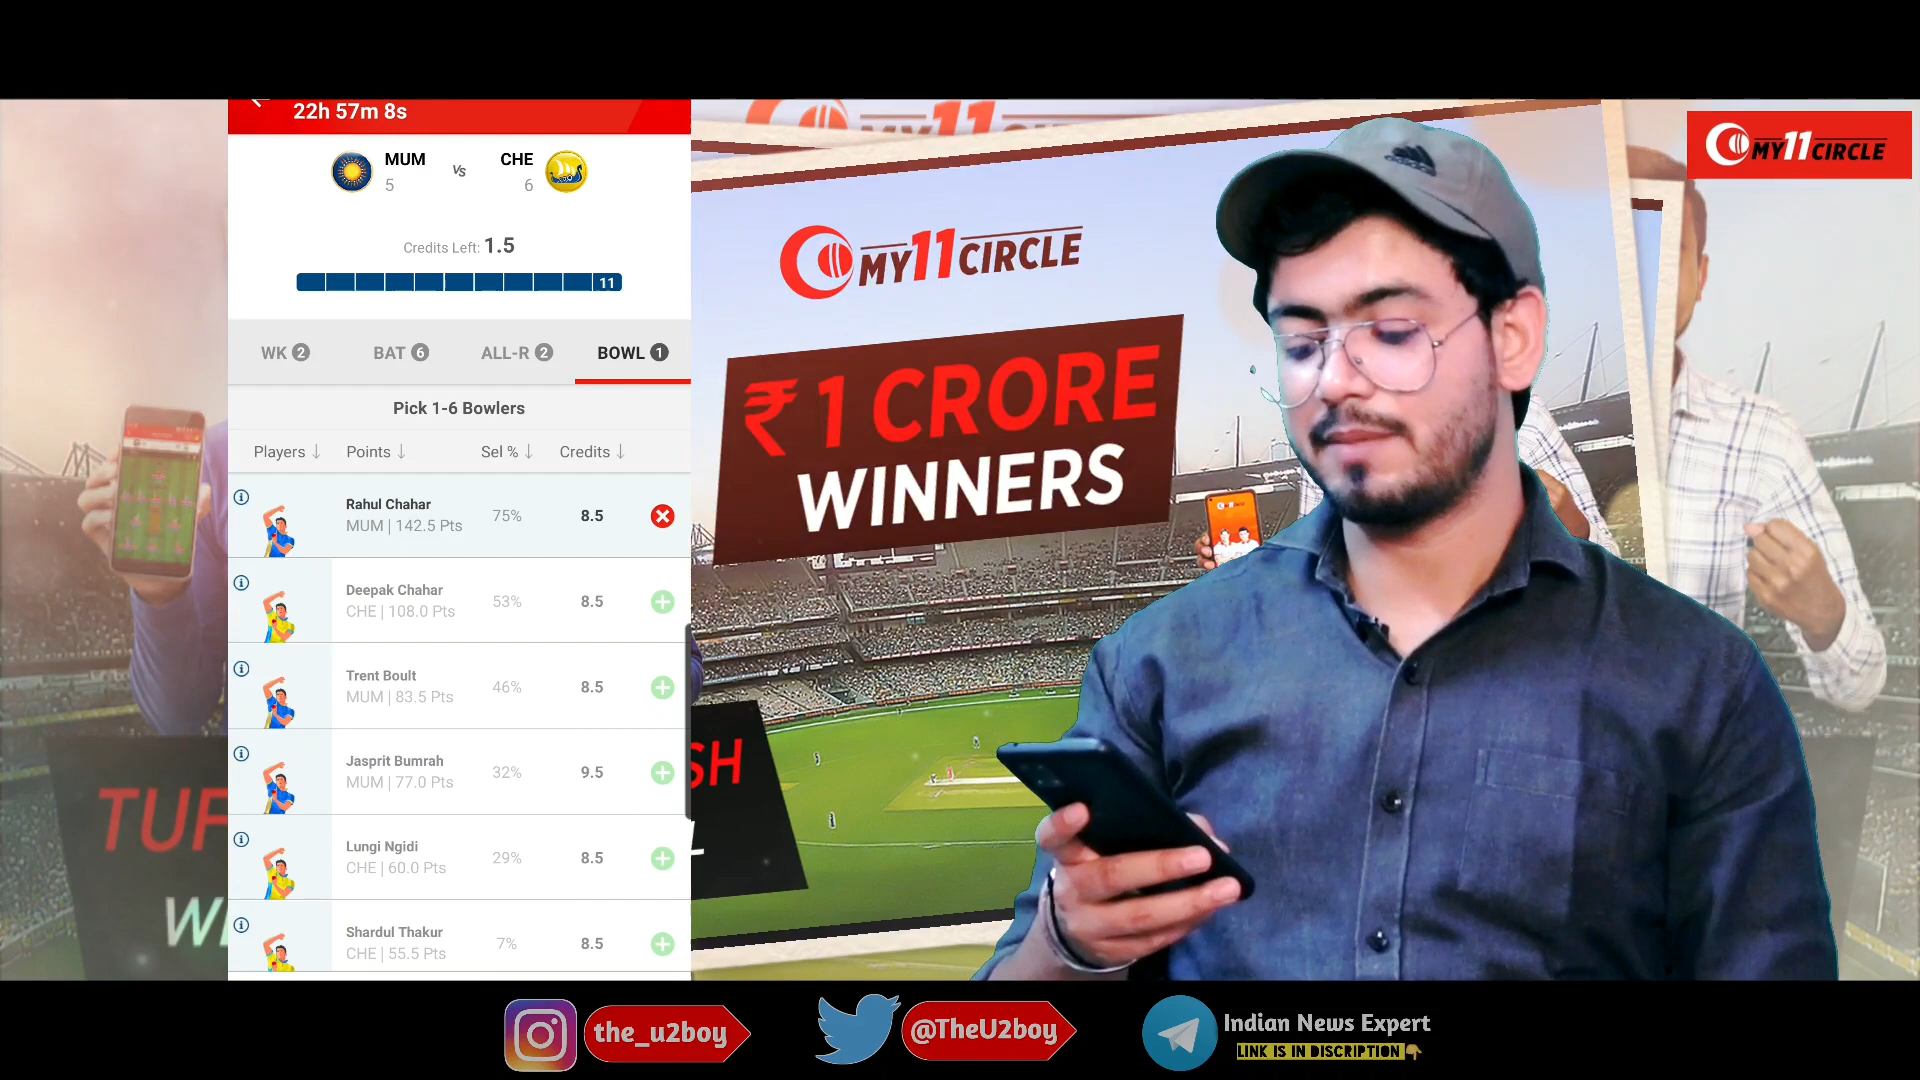 22h 57m 8s
MUM
vs
CHE
5
6
Credits Left: 1.5
11
WK 2
BAT 6
ALL-R 2
BOWL 1
Pick 1-6 Bowlers
Players ↓
Points ↓
Sel % ↓
Credits ↓
Rahul Chahar
MUM | 142.5 Pts
75%
8.5
Deepak Chahar
CHE | 108.0 Pts
53%
8.5
Trent Boult
MUM | 83.5 Pts
46%
8.5
Jasprit Bumrah
MUM | 77.0 Pts
32%
9.5
Lungi Ngidi
CHE | 60.0 Pts
29%
8.5
Shardul Thakur
CHE | 55.5 Pts
7%
8.5
MY11CIRCLE
MY11CIRCLE
₹ 1 CRORE
WINNERS
MY11CIRCLE
the_u2boy
@TheU2boy
Indian News Expert
LINK IS IN DISCRIPTION